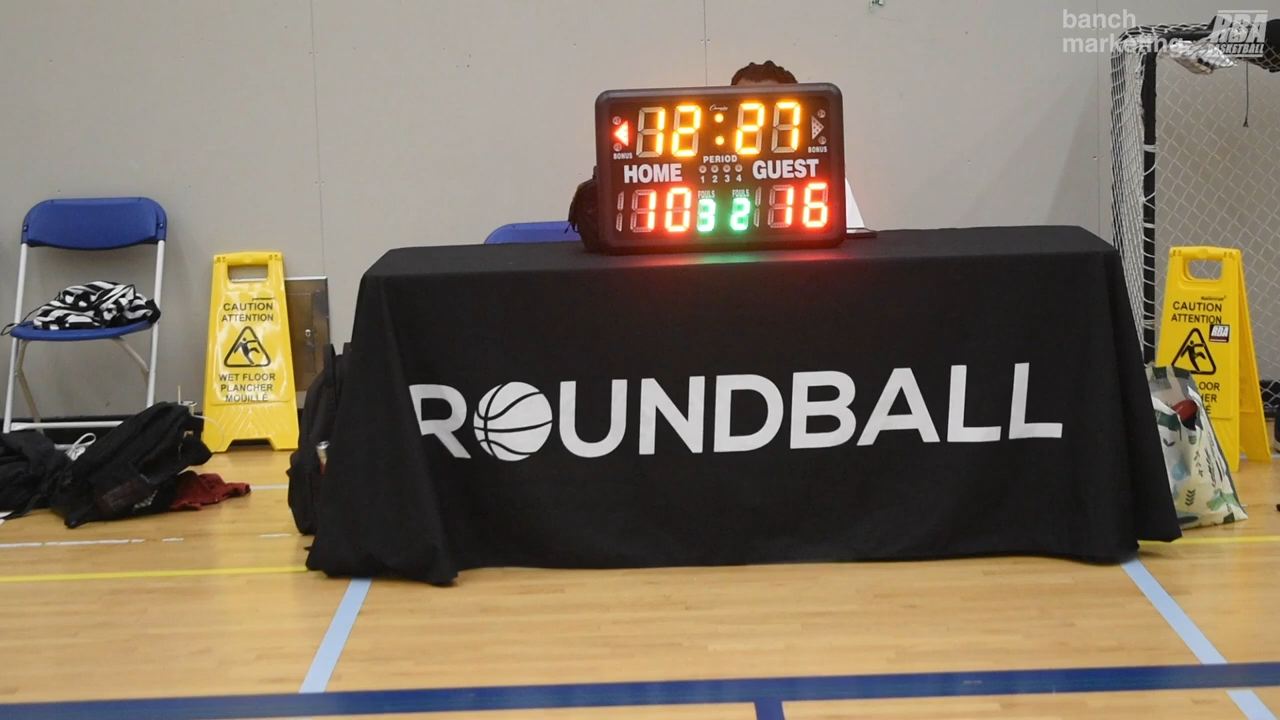 banch
marketing
RBA
BASKETBALL
12:27
BONUS
BONUS
PERIOD
HOME
GUEST
1 2 3 4
FOULS
FOULS
10
3
2
16
CAUTION
ATTENTION
WET FLOOR
PLANCHER
MOUILLÉ
ROUNDBALL
CAUTION
ATTENTION
RBA